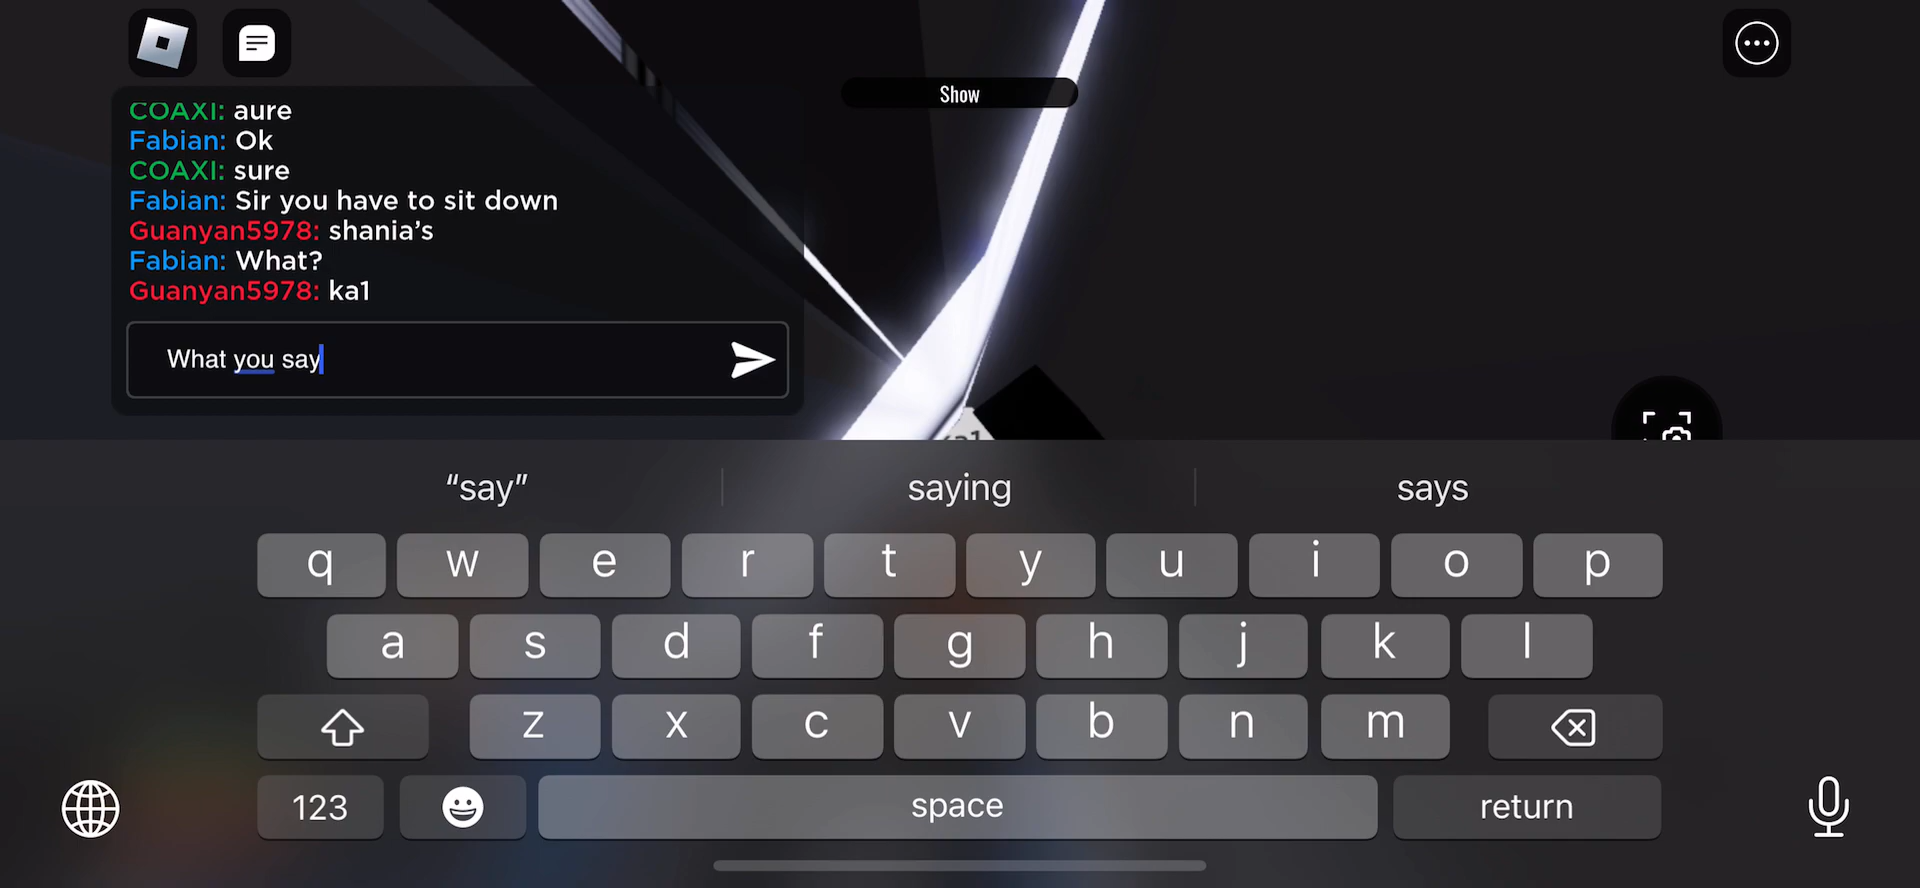 Show
COAXI: aure
Fabian: Ok
COAXI: sure
Fabian: Sir you have to sit down
Guanyan5978: shania’s
Fabian: What?
Guanyan5978: ka1
What you say
“say” saying says
q w e r t y u i o p
a s d f g h j k l
z x c v b n m
123 space return